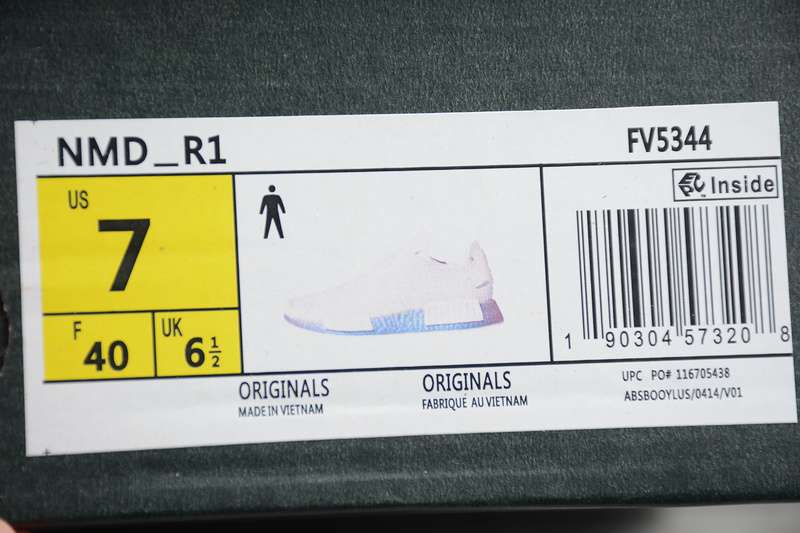 NMD_R1
FV5344
US
7
F
40
UK
6 1/2
Inside
1 90304 57320 8
ORIGINALS
MADE IN VIETNAM
ORIGINALS
FABRIQUÉ AU VIETNAM
UPC PO# 116705438
ABSBOOYLUS/0414/V01